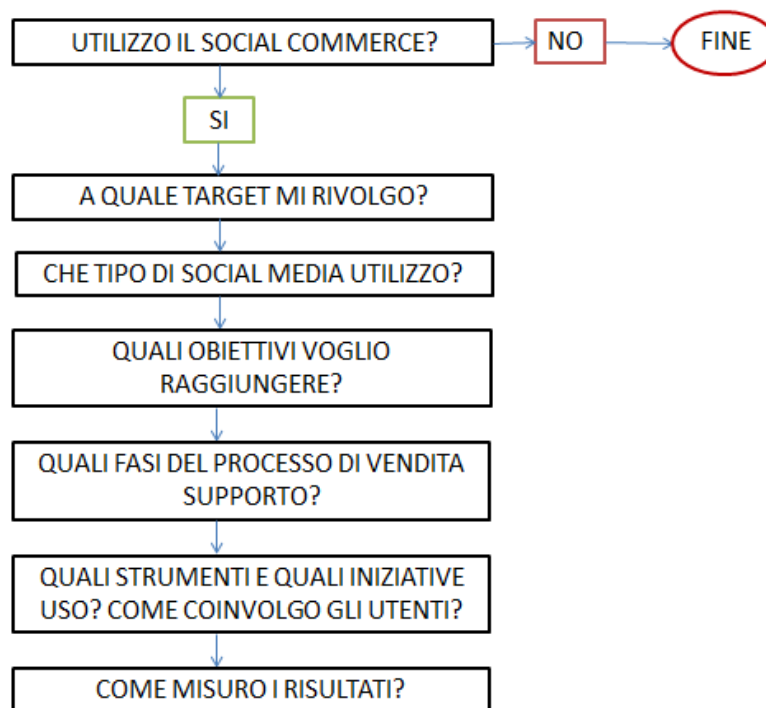 UTILIZZO IL SOCIAL COMMERCE?
NO
FINE
SI
A QUALE TARGET MI RIVOLGO?
CHE TIPO DI SOCIAL MEDIA UTILIZZO?
QUALI OBIETTIVI VOGLIO
RAGGIUNGERE?
QUALI FASI DEL PROCESSO DI VENDITA
SUPPORTO?
QUALI STRUMENTI E QUALI INIZIATIVE
USO? COME COINVOLGO GLI UTENTI?
COME MISURO I RISULTATI?